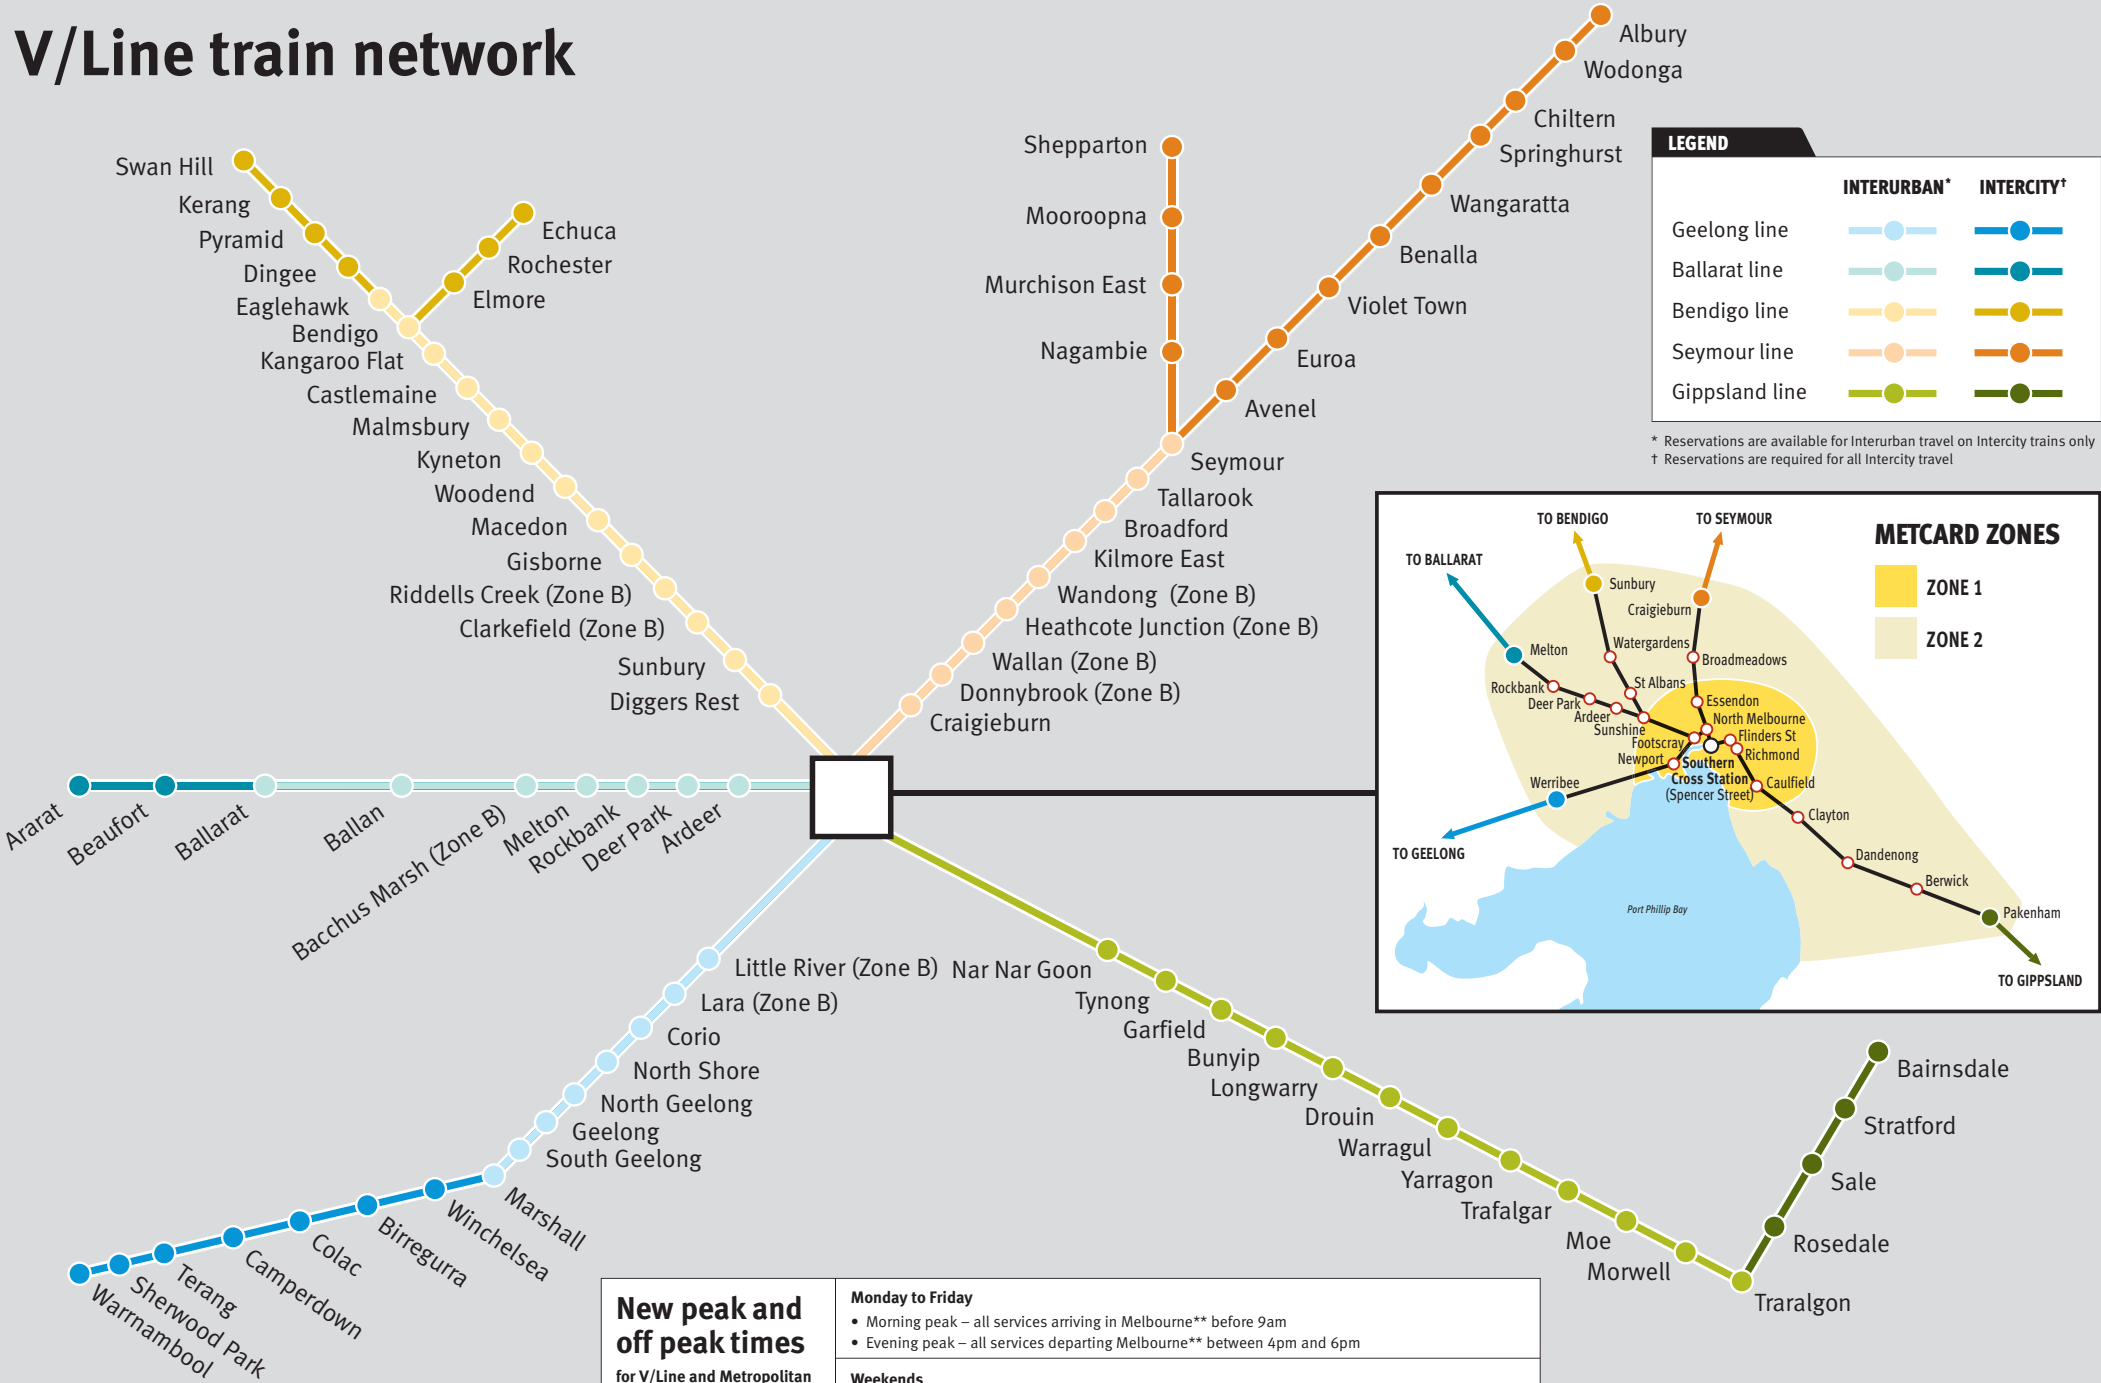 V/Line train network
Albury
Wodonga
Chiltern
Springhurst
Wangaratta
Benalla
Violet Town
Euroa
Avenel
Shepparton
Mooroopna
Murchison East
Nagambie
Seymour
Tallarook
Broadford
Kilmore East
Wandong (Zone B)
Heathcote Junction (Zone B)
Wallan (Zone B)
Donnybrook (Zone B)
Craigieburn
Swan Hill
Kerang
Pyramid
Dingee
Eaglehawk
Bendigo
Echuca
Rochester
Elmore
Kangaroo Flat
Castlemaine
Malmsbury
Kyneton
Woodend
Macedon
Gisborne
Riddells Creek (Zone B)
Clarkefield (Zone B)
Sunbury
Diggers Rest
Ararat
Beaufort
Ballarat
Ballan
Bacchus Marsh (Zone B)
Melton
Rockbank
Deer Park
Ardeer
Little River (Zone B)
Lara (Zone B)
Corio
North Shore
North Geelong
Geelong
South Geelong
Marshall
Winchelsea
Birregurra
Colac
Camperdown
Terang
Sherwood Park
Warrnambool
Nar Nar Goon
Tynong
Garfield
Bunyip
Longwarry
Drouin
Warragul
Yarragon
Trafalgar
Moe
Morwell
Traralgon
Rosedale
Sale
Stratford
Bairnsdale
LEGEND
INTERURBAN* INTERCITY†
Geelong line
Ballarat line
Bendigo line
Seymour line
Gippsland line
* Reservations are available for Interurban travel on Intercity trains only
† Reservations are required for all Intercity travel
METCARD ZONES
ZONE 1
ZONE 2
TO BENDIGO
TO SEYMOUR
TO BALLARAT
Sunbury
Craigieburn
Melton
Watergardens
Broadmeadows
Rockbank
St Albans
Deer Park
Essendon
Ardeer
North Melbourne
Sunshine
Flinders St
Footscray
Richmond
Newport
Southern
Cross Station
(Spencer Street)
Werribee
Caulfield
Clayton
TO GEELONG
Dandenong
Berwick
Port Phillip Bay
Pakenham
TO GIPPSLAND
New peak and
off peak times
for V/Line and Metropolitan
Monday to Friday
• Morning peak – all services arriving in Melbourne** before 9am
• Evening peak – all services departing Melbourne** between 4pm and 6pm
Weekends